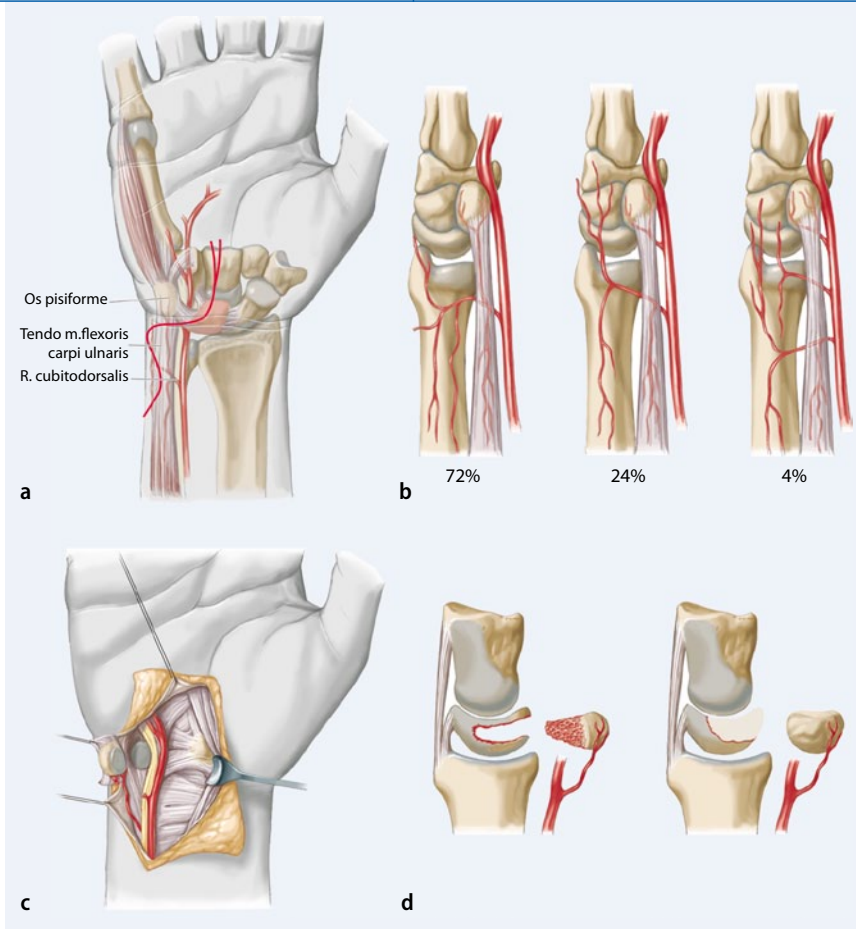 Os pisiforme
Tendo m.flexoris
carpi ulnaris
R. cubitodorsalis
a
b
72%
24%
4%
c
d